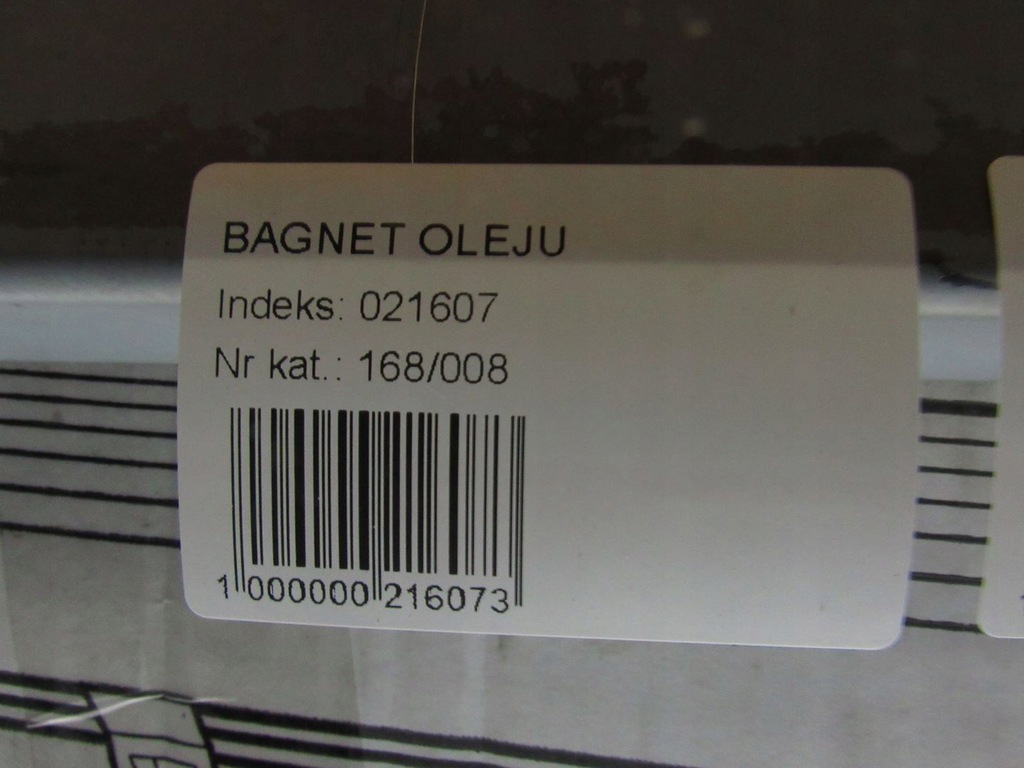 BAGNET OLEJU
Indeks: 021607
Nr kat.: 168/008
1 000000 216073